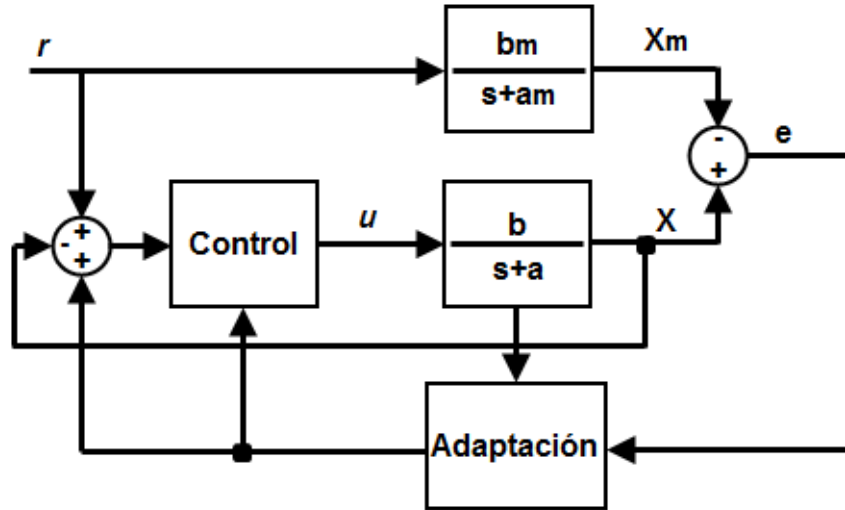 r
bm
s+am
Xm
-
+
e
+
-
+
Control
u
b
s+a
X
Adaptación